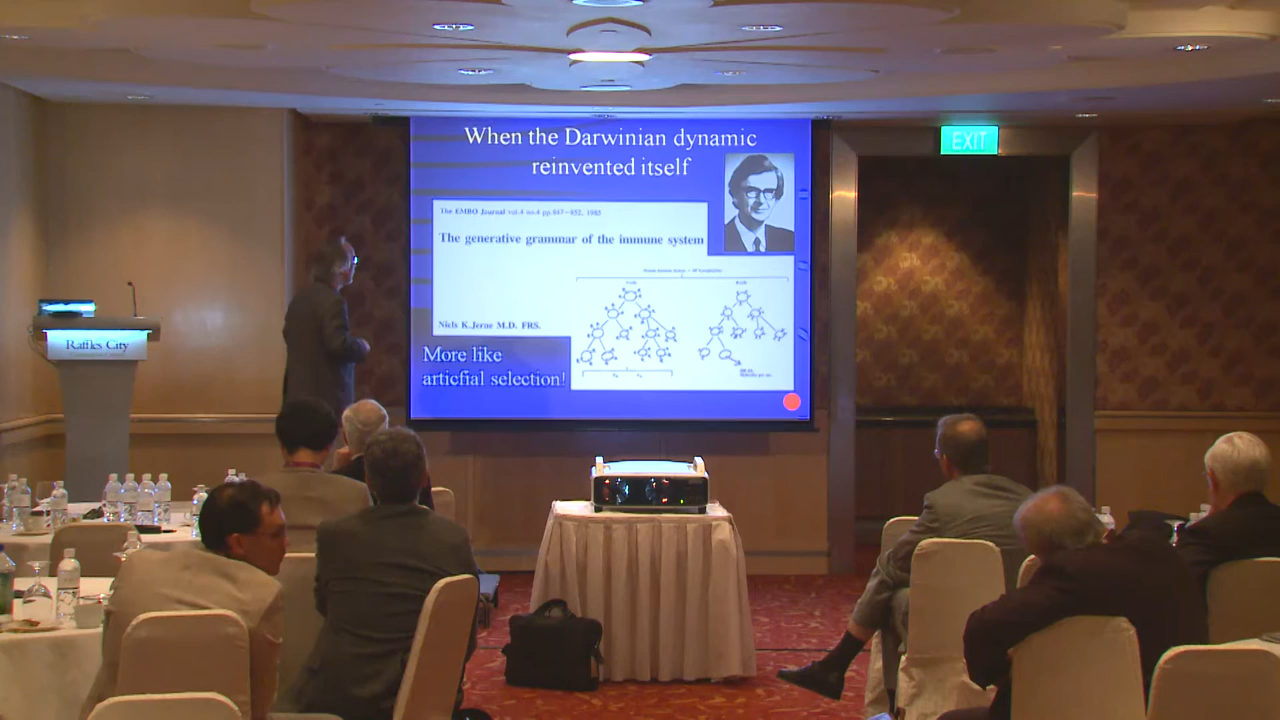 When the Darwinian dynamic
reinvented itself
The EMBO Journal vol.4 no.4 pp.847-852, 1985
The generative grammar of the immune system
Niels K.Jerne M.D. FRS.
More like
articfial selection!
EXIT
Raffles City